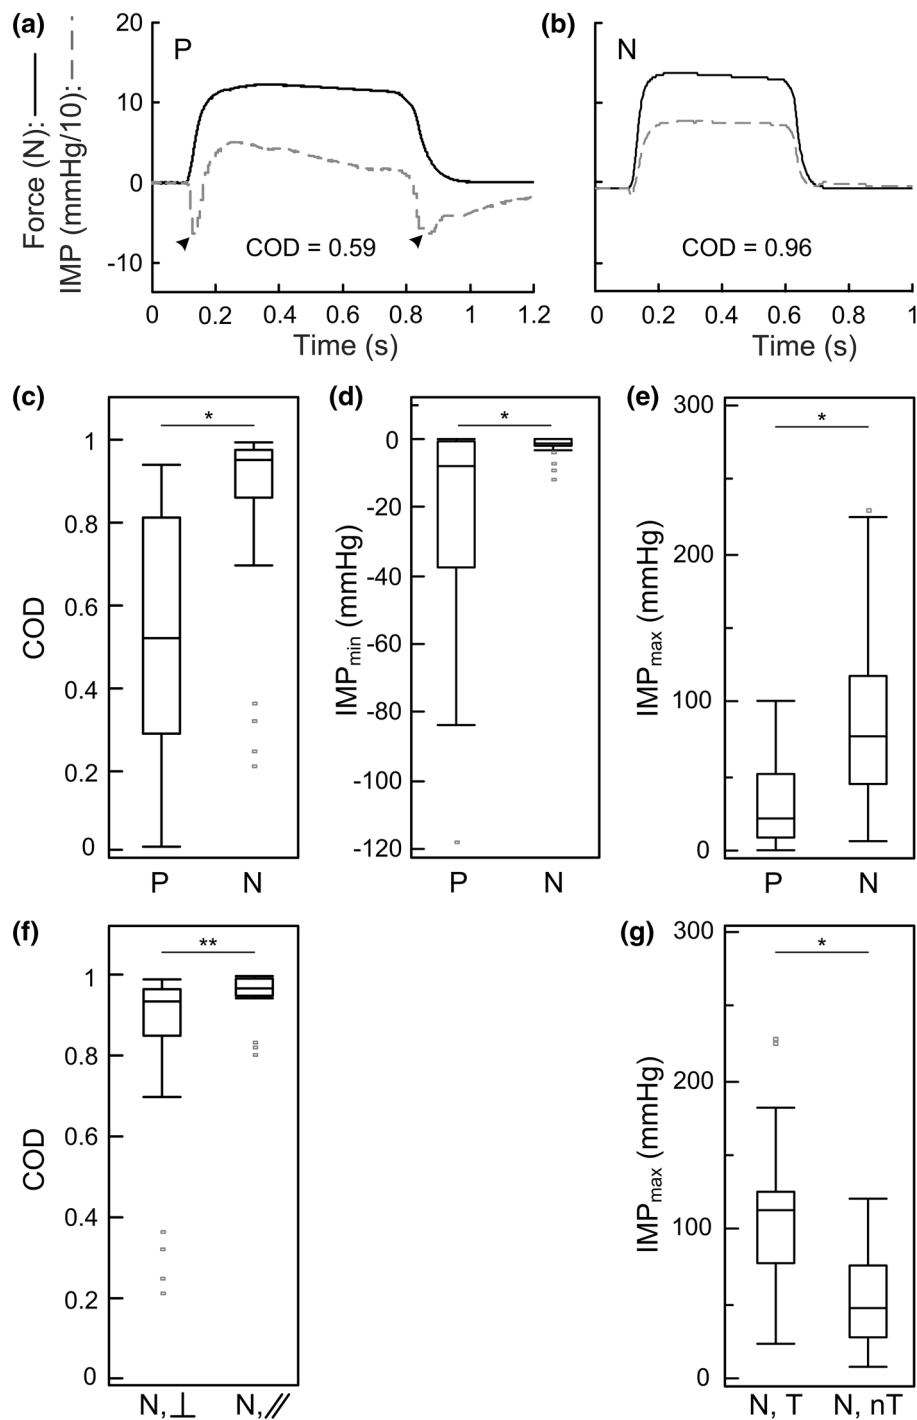 (a)
Force (N):
IMP (mmHg/10):
20
10
0
-10
P
COD = 0.59
0 0.2 0.4 0.6 0.8 1 1.2
Time (s)
(b)
N
COD = 0.96
0 0.2 0.4 0.6 0.8 1
Time (s)
(c)
*
1
0.8
0.6
0.4
0.2
0
COD
P N
(d)
*
0
-20
-40
-60
-80
-100
-120
IMPmin (mmHg)
P N
(e)
*
300
200
100
0
IMPmax (mmHg)
P N
(f)
**
1
0.8
0.6
0.4
0.2
0
COD
N,⊥ N,//
(g)
*
300
200
100
0
IMPmax (mmHg)
N, T N, nT